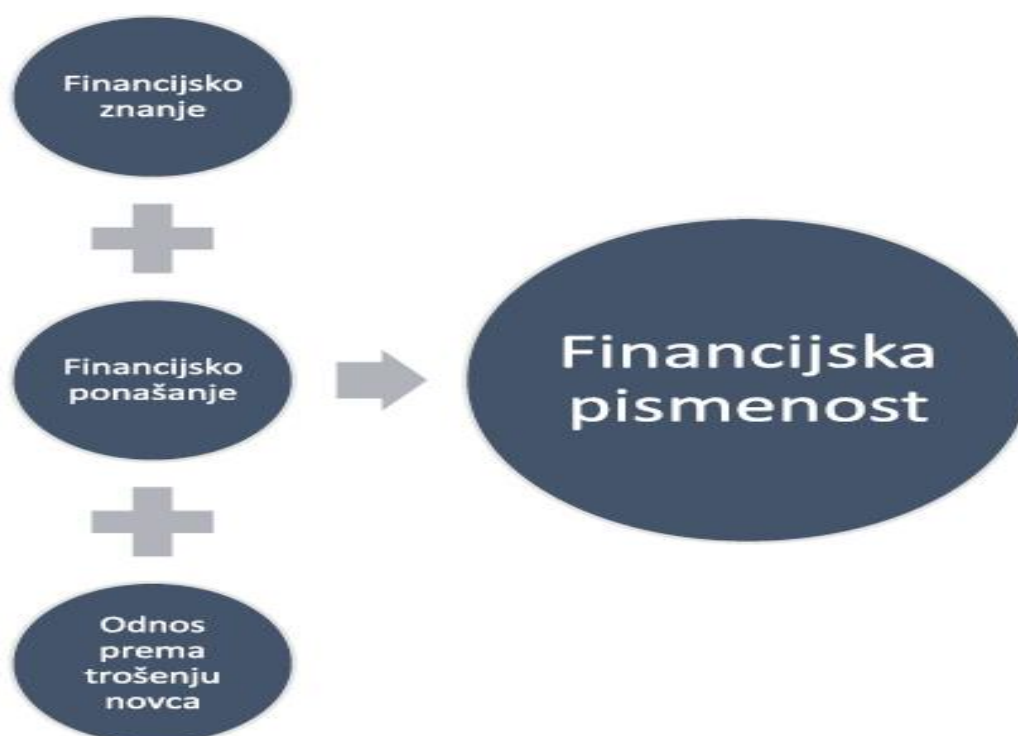 Financijsko
znanje
Financijsko
ponašanje
Odnos
prema
trošenju
novca
Financijska
pismenost